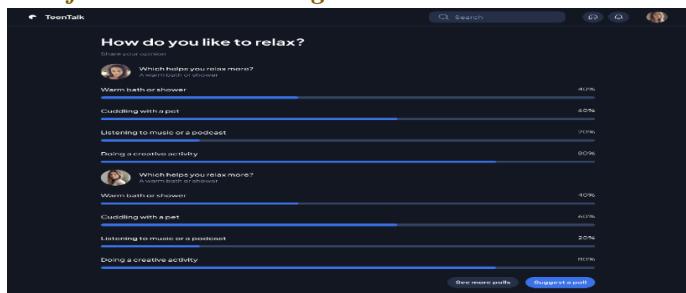 TeenTalk
Search
How do you like to relax?
Share your opinion
Which helps you relax more?
A warm bath or shower
Warm bath or shower 40%
Cuddling with a pet 60%
Listening to music or a podcast 20%
Doing a creative activity 80%
Which helps you relax more?
A warm bath or shower
Warm bath or shower 40%
Cuddling with a pet 60%
Listening to music or a podcast 20%
Doing a creative activity 80%
See more polls Suggest a poll